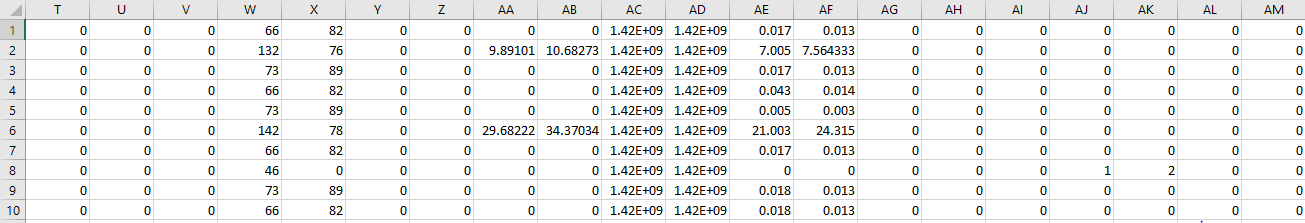 T U V W X Y Z AA AB AC AD AE AF AG AH AI AJ AK AL AM
1 0 0 0 66 82 0 0 0 0 1.42E+09 1.42E+09 0.017 0.013 0 0 0 0 0 0 0
2 0 0 0 132 76 0 0 9.89101 10.68273 1.42E+09 1.42E+09 7.005 7.564333 0 0 0 0 0 0 0
3 0 0 0 73 89 0 0 0 0 1.42E+09 1.42E+09 0.017 0.013 0 0 0 0 0 0 0
4 0 0 0 66 82 0 0 0 0 1.42E+09 1.42E+09 0.043 0.014 0 0 0 0 0 0 0
5 0 0 0 73 89 0 0 0 0 1.42E+09 1.42E+09 0.005 0.003 0 0 0 0 0 0 0
6 0 0 0 142 78 0 0 29.68222 34.37034 1.42E+09 1.42E+09 21.003 24.315 0 0 0 0 0 0 0
7 0 0 0 66 82 0 0 0 0 1.42E+09 1.42E+09 0.017 0.013 0 0 0 0 0 0 0
8 0 0 0 46 0 0 0 0 0 1.42E+09 1.42E+09 0 0 0 0 0 1 2 0 0
9 0 0 0 73 89 0 0 0 0 1.42E+09 1.42E+09 0.018 0.013 0 0 0 0 0 0 0
10 0 0 0 66 82 0 0 0 0 1.42E+09 1.42E+09 0.018 0.013 0 0 0 0 0 0 0